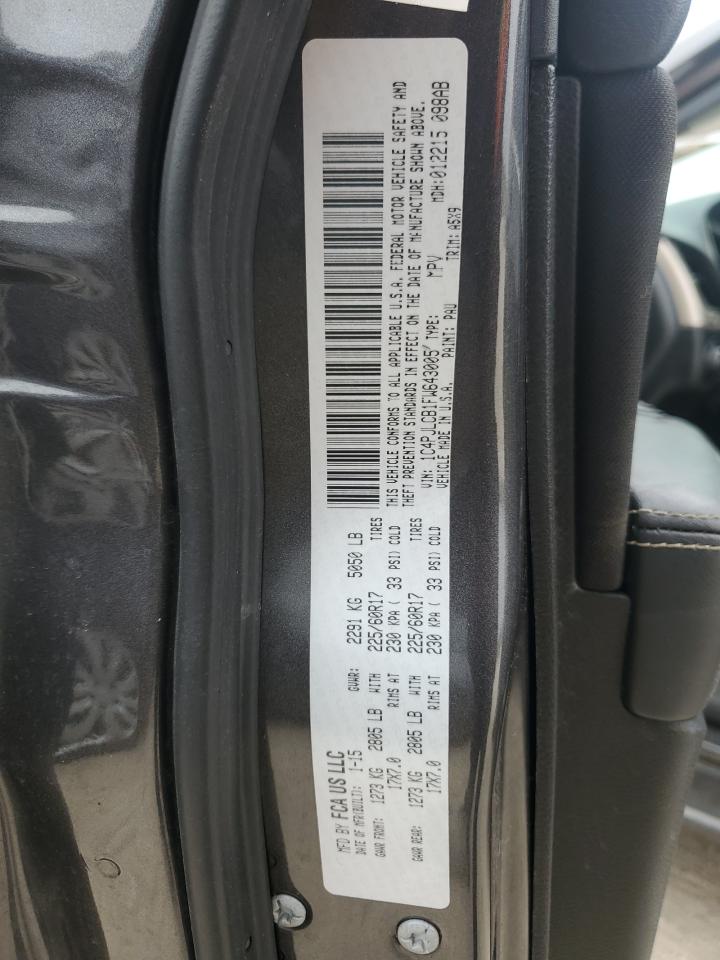 MFD BY FCA US LLC
DATE OF MFR(BUILT): 1-15 GVWR: 2291 KG 5050 LB
GAWR FRONT: 1273 KG 2805 LB WITH 225/60R17 TIRES
17X7.0 RIMS AT 230 KPA ( 33 PSI) COLD
GAWR REAR: 1273 KG 2805 LB WITH 225/60R17 TIRES
17X7.0 RIMS AT 230 KPA ( 33 PSI) COLD
THIS VEHICLE CONFORMS TO ALL APPLICABLE U.S.A. FEDERAL MOTOR VEHICLE SAFETY AND
THEFT PREVENTION STANDARDS IN EFFECT ON THE DATE OF MANUFACTURE SHOWN ABOVE.
VIN: 1C4PJLCB1FW643005 TYPE: MPV MDH:012215 098AB
VEHICLE MADE IN U.S.A. PAINT: PAU TRIM: A5X9